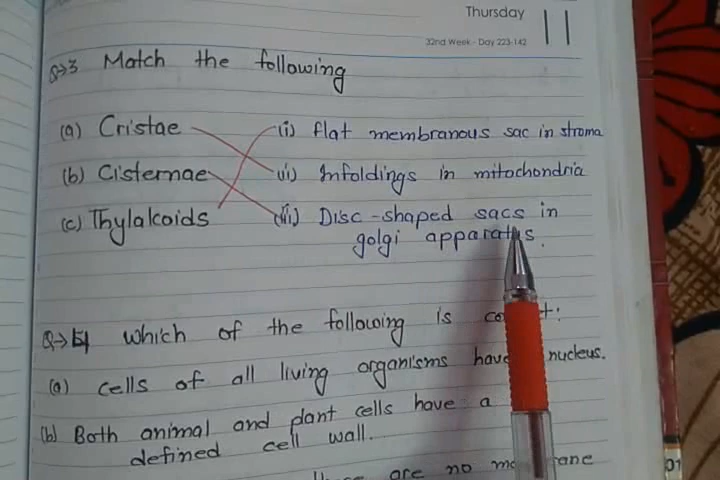 Thursday 11
32nd Week - Day 223-142
Q→3 Match the following
(a) Cristae (i) flat membranous sac in stroma
(b) Cisternae (ii) Infoldings in mitochondria
(c) Thylakoids (iii) Disc-shaped sacs in
golgi apparatus.
Q→4 which of the following is
(a) cells of all living organisms have nucleus.
(b) Both animal and plant cells have a
defined cell wall.
are no